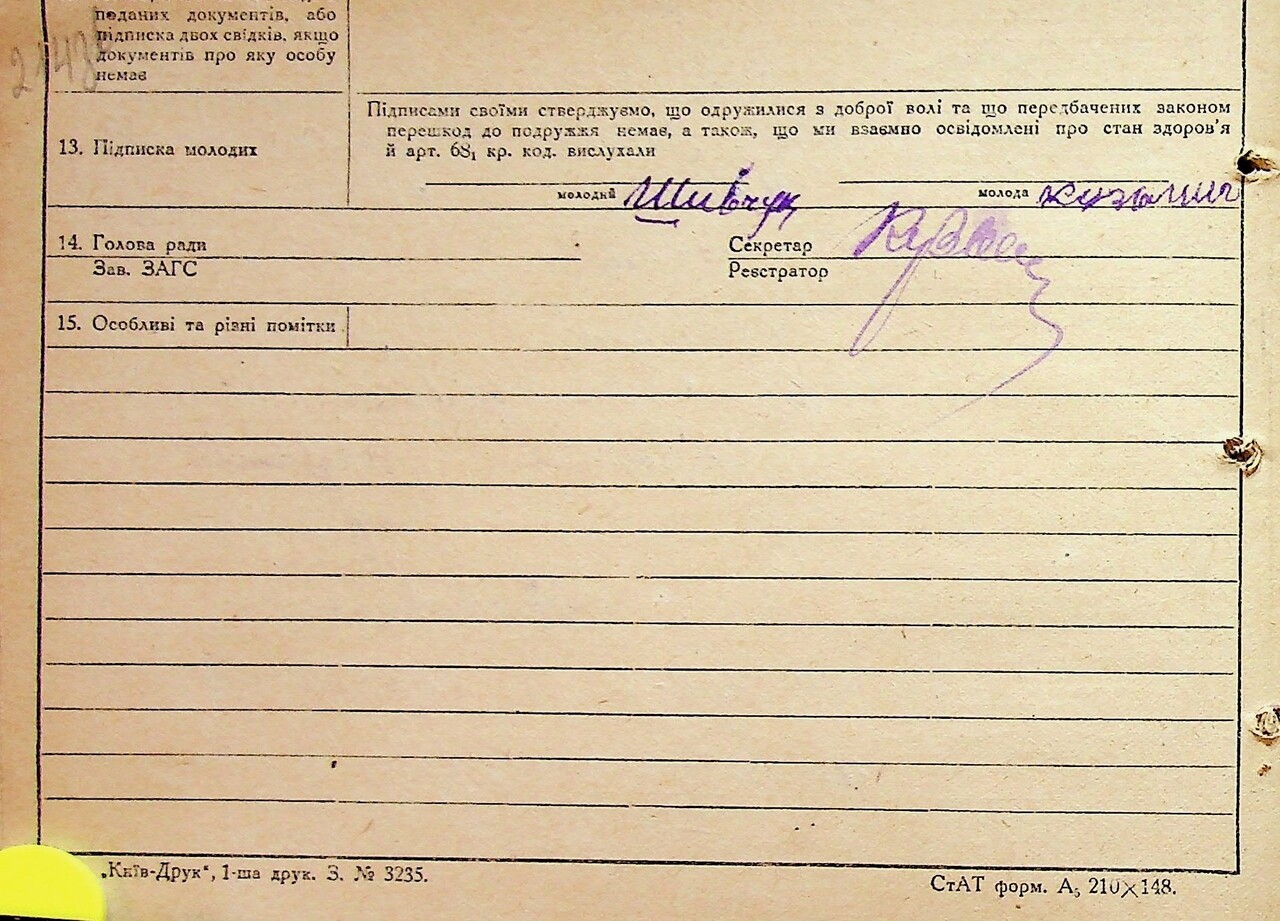 поданих документів, або
підписка двох свідків, якщо
документів про яку особу
немає
Підписами своїми стверджуємо, що одружилися з доброї волі та що передбачених законом
перешкод до подружжя немає, а також, що ми взаємно освідомлені про стан здоров'я
й арт. 68₁ кр. код. вислухали
13. Підписка молодих
молодий Шивчук молода
14. Голова ради Секретар
Зав. ЗАГС Реєстратор
15. Особливі та різні помітки
„Київ-Друк“, 1-ша друк. З. № 3235.
СтАТ форм. А₅ 210×148.